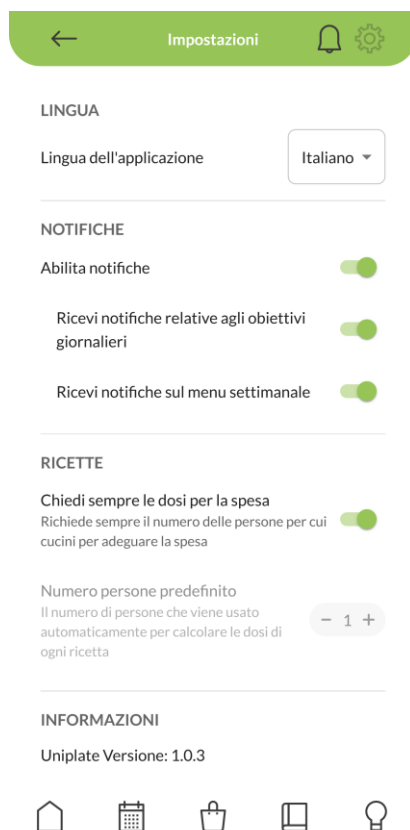 Impostazioni
LINGUA
Lingua dell'applicazione
Italiano
NOTIFICHE
Abilita notifiche
Ricevi notifiche relative agli obiettivi
giornalieri
Ricevi notifiche sul menu settimanale
RICETTE
Chiedi sempre le dosi per la spesa
Richiede sempre il numero delle persone per cui
cucini per adeguare la spesa
Numero persone predefinito
Il numero di persone che viene usato
automaticamente per calcolare le dosi di
ogni ricetta
− 1 +
INFORMAZIONI
Uniplate Versione: 1.0.3